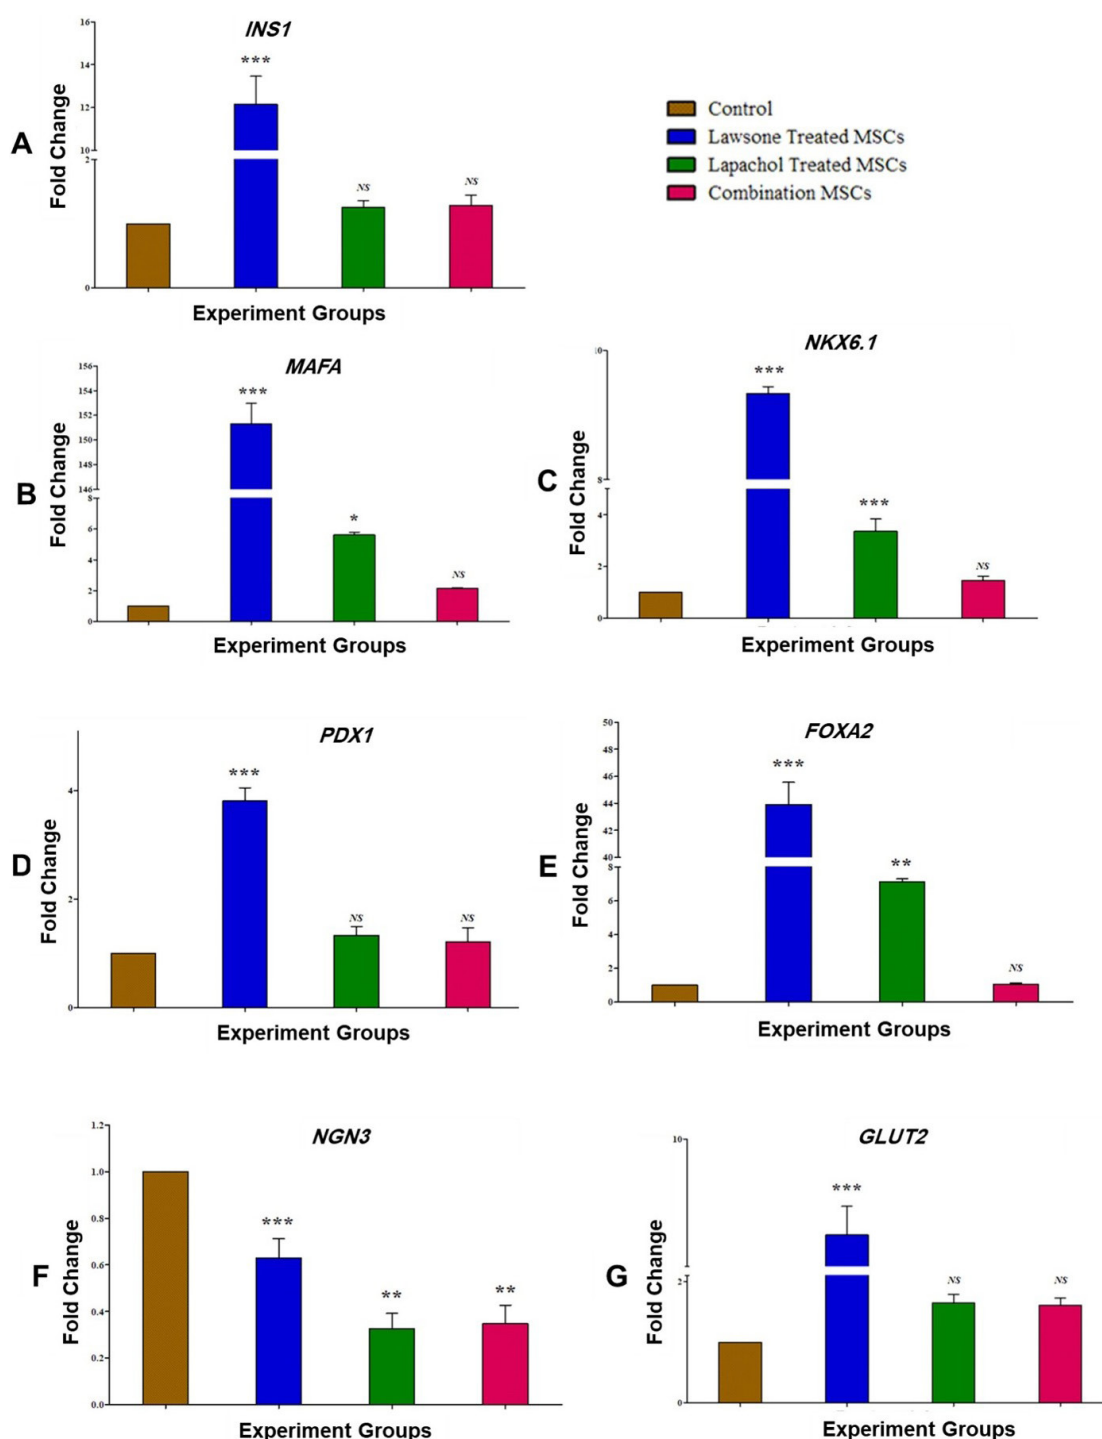 INS1
16
14
12
10
2
0
***
NS
NS
A
Fold Change
Experiment Groups
Control
Lawsone Treated MSCs
Lapachol Treated MSCs
Combination MSCs
MAFA
156
154
152
150
148
146
8
6
4
2
0
***
*
NS
B
Fold Change
Experiment Groups
NKX6.1
10
8
4
2
0
***
***
NS
C
Fold Change
Experiment Groups
PDX1
4
2
0
***
NS
NS
D
Fold Change
Experiment Groups
FOXA2
50
48
46
44
42
40
8
6
4
2
0
***
**
NS
E
Fold Change
Experiment Groups
NGN3
1.2
1.0
0.8
0.6
0.4
0.2
0.0
***
**
**
F
Fold Change
Experiment Groups
GLUT2
10
2
0
***
NS
NS
G
Fold Change
Experiment Groups